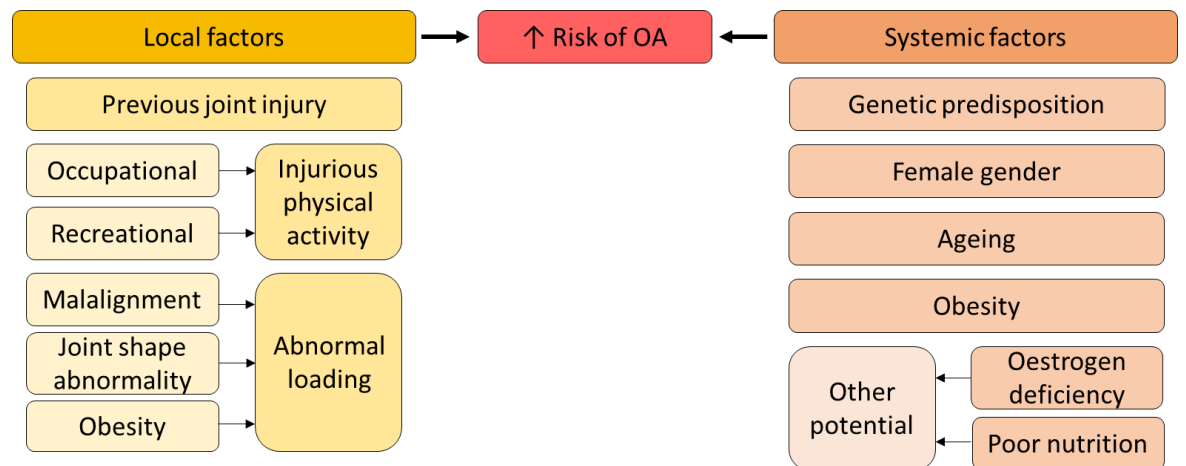 Local factors
↑ Risk of OA
Systemic factors
Previous joint injury
Occupational
Recreational
Injurious
physical
activity
Malalignment
Joint shape
abnormality
Obesity
Abnormal
loading
Genetic predisposition
Female gender
Ageing
Obesity
Other
potential
Oestrogen
deficiency
Poor nutrition